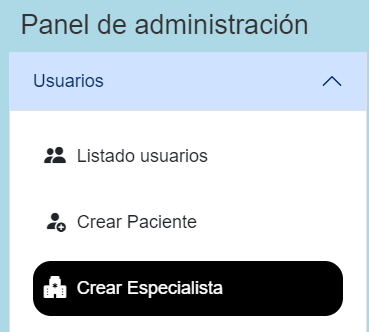 Panel de administración
Usuarios
Listado usuarios
Crear Paciente
Crear Especialista